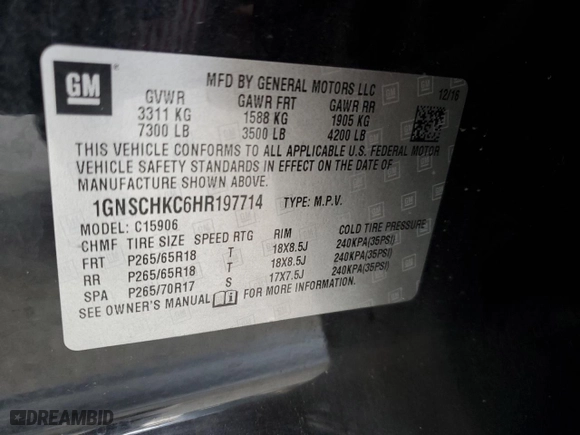 GM
MFD BY GENERAL MOTORS LLC
12/16
GVWR GAWR FRT GAWR RR
3311 KG 1588 KG 1905 KG
7300 LB 3500 LB 4200 LB
THIS VEHICLE CONFORMS TO ALL APPLICABLE U.S. FEDERAL MOTOR
VEHICLE SAFETY STANDARDS IN EFFECT ON THE DATE OF
MANUFACTURE SHOWN ABOVE.
1GNSCHKC6HR197714 TYPE: M.P.V.
MODEL: C15906
CHMF TIRE SIZE SPEED RTG RIM COLD TIRE PRESSURE
FRT P265/65R18 T 18X8.5J 240KPA(35PSI)
RR P265/65R18 T 18X8.5J 240KPA(35PSI)
SPA P265/70R17 S 17X7.5J 240KPA(35PSI)
SEE OWNER'S MANUAL FOR MORE INFORMATION.
DREAMBID